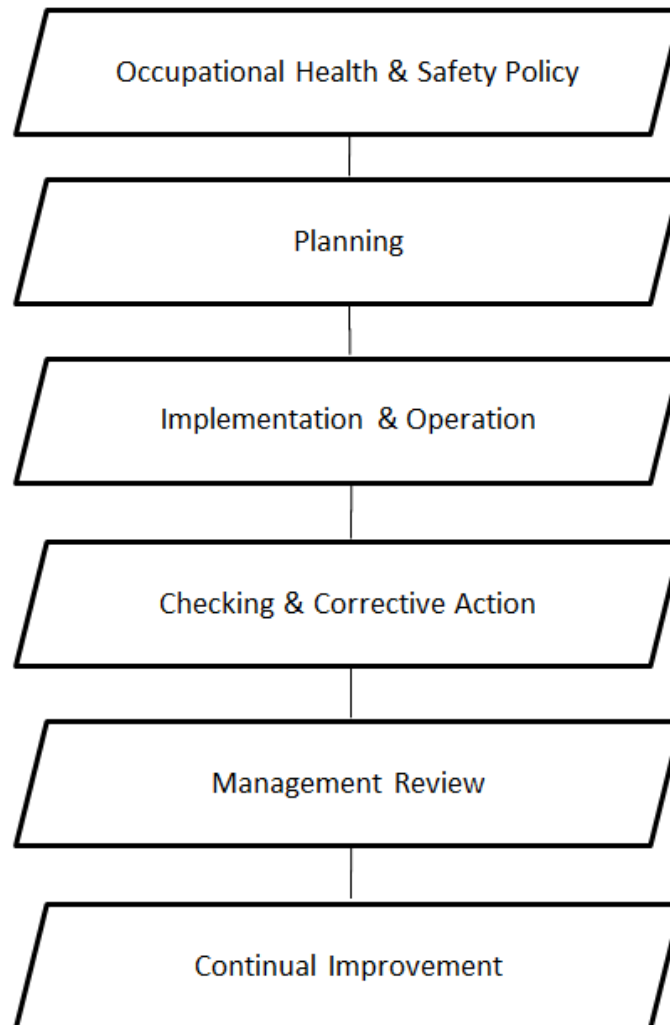 Occupational Health & Safety Policy
Planning
Implementation & Operation
Checking & Corrective Action
Management Review
Continual Improvement